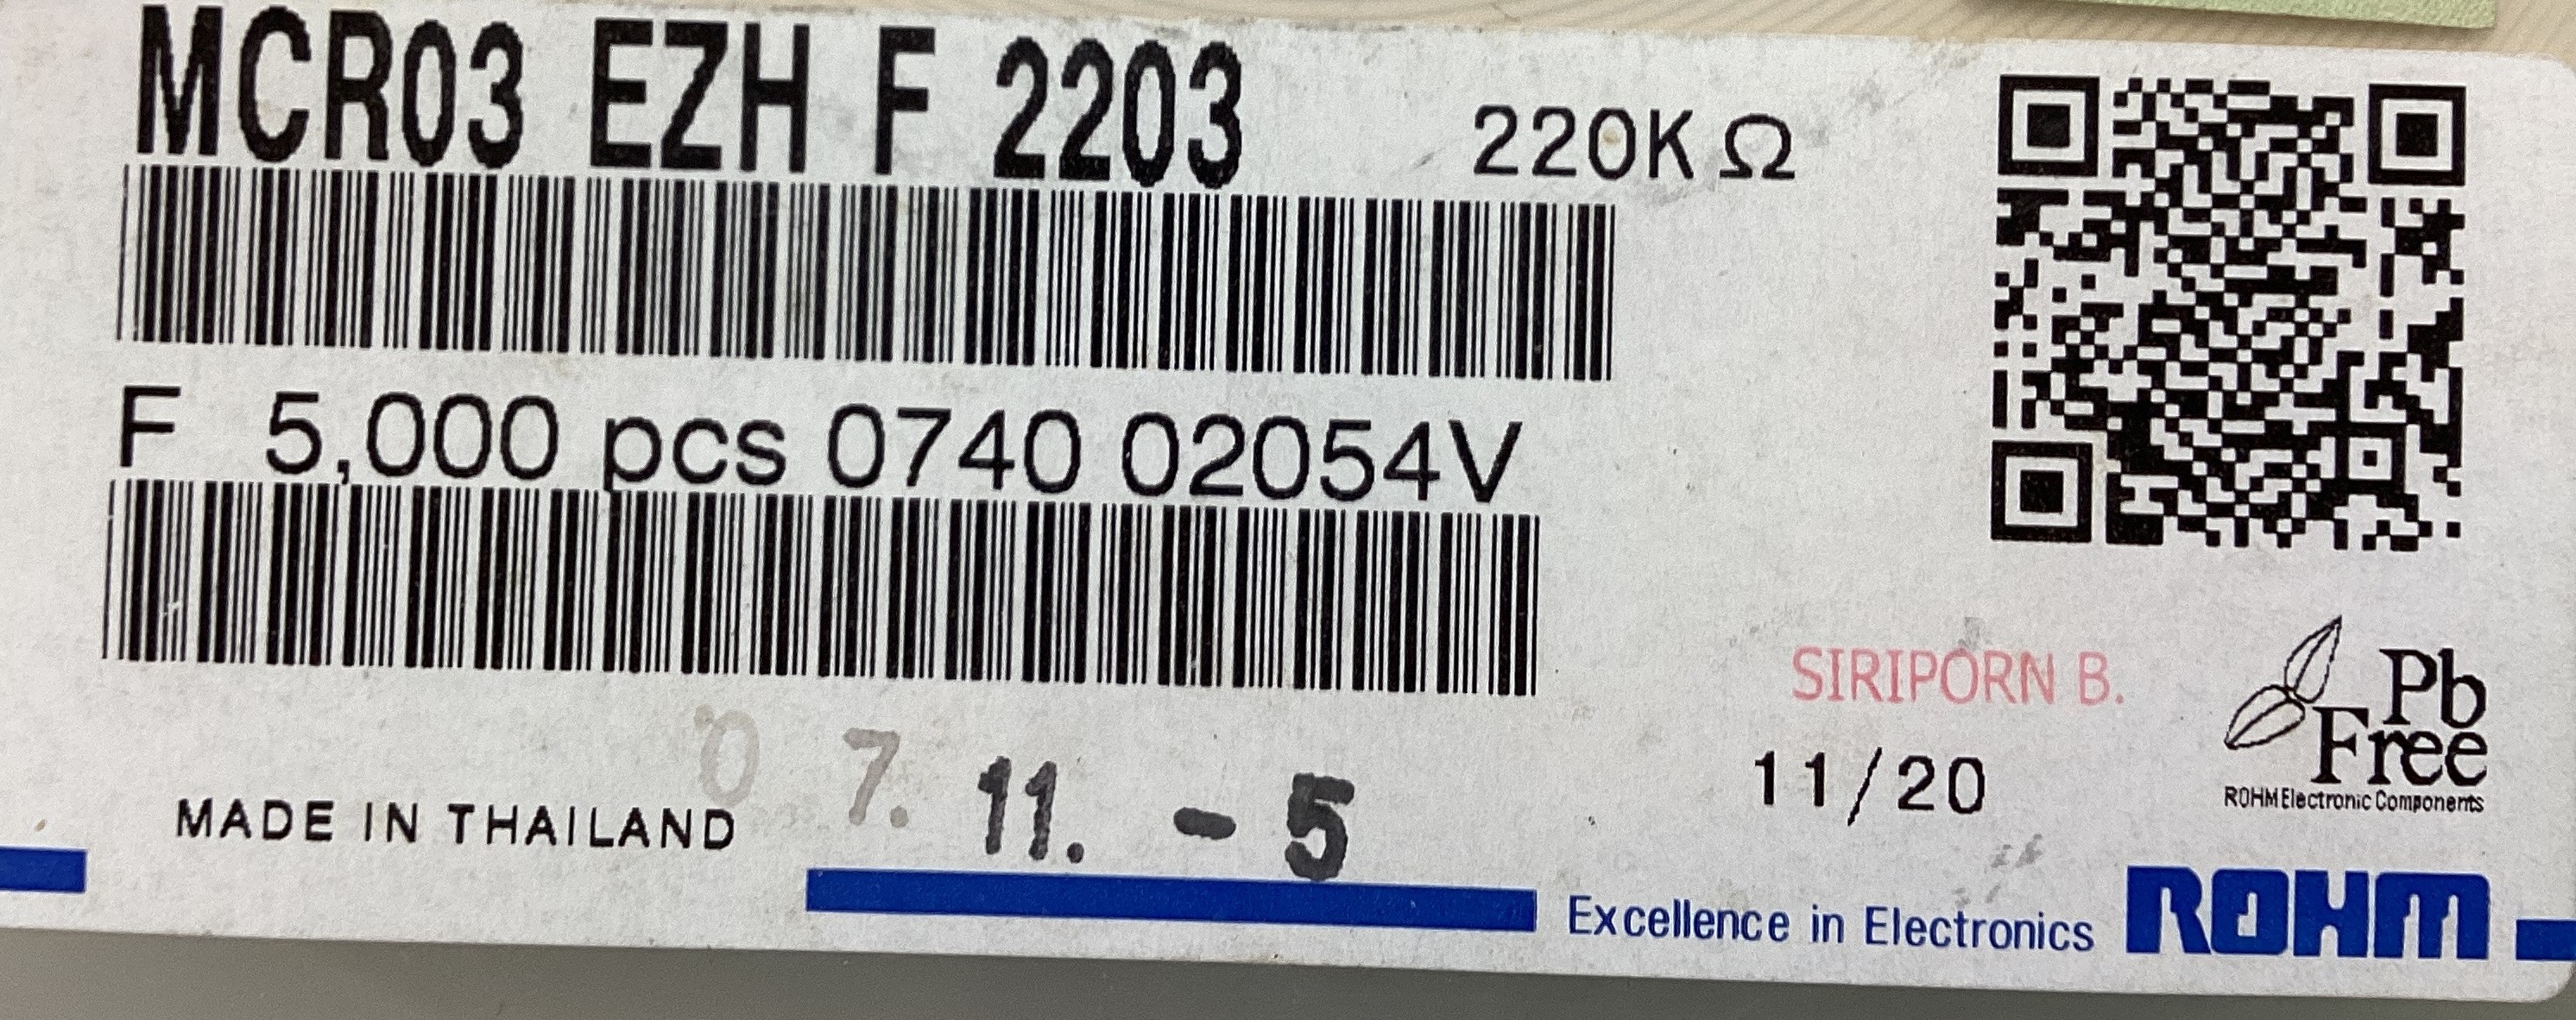 MCR03 EZH F 2203 220KΩ
F 5,000 pcs 0740 02054V
SIRIPORN B.
Pb
Free
ROHM Electronic Components
07. 11. - 5
11/20
MADE IN THAILAND
Excellence in Electronics ROHM